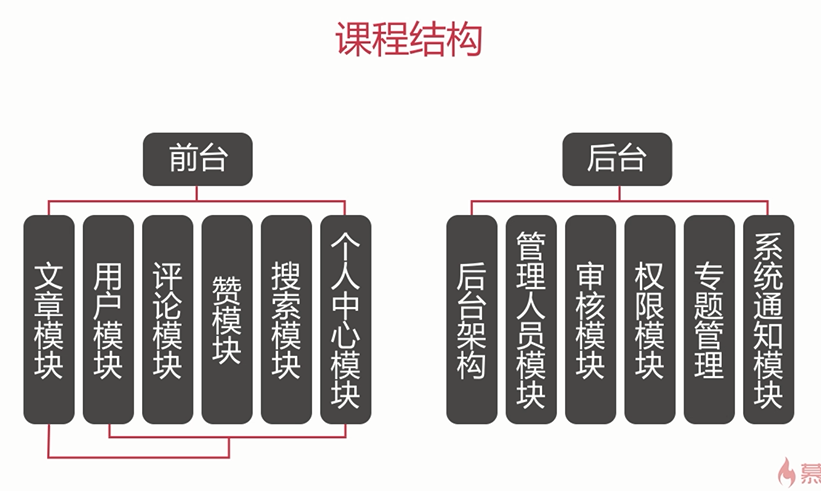 课程结构
前台
后台
文章模块
用户模块
评论模块
赞模块
搜索模块
个人中心模块
后台架构
管理人员模块
审核模块
权限模块
专题管理
系统通知模块
慕